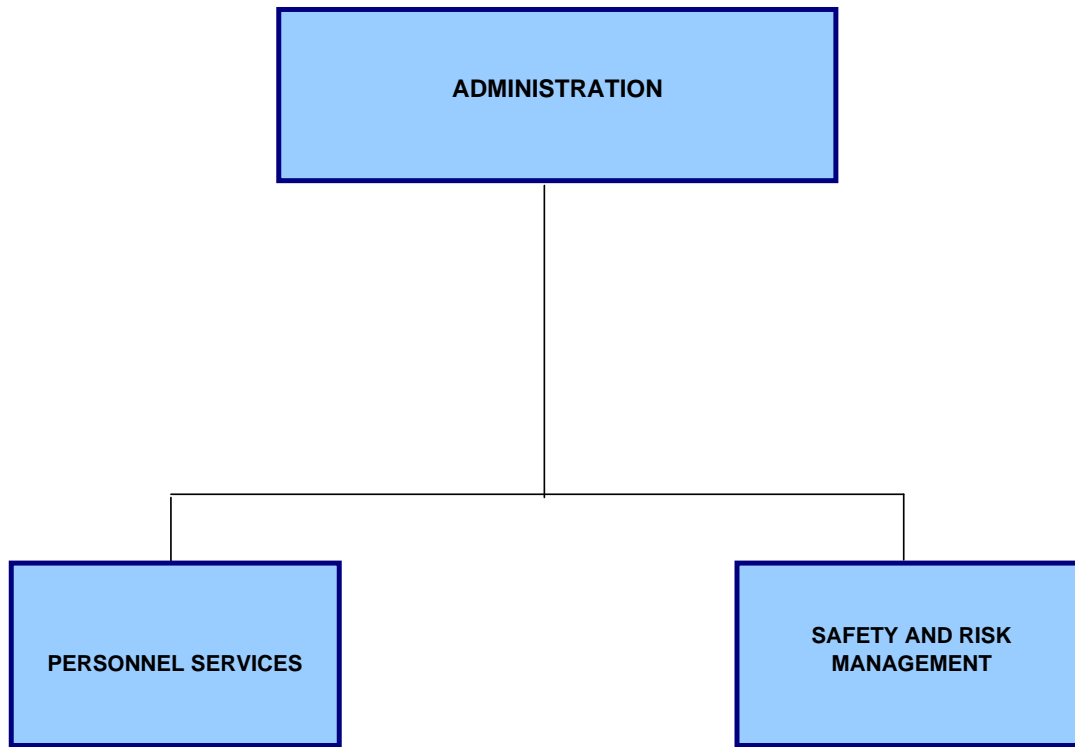 ADMINISTRATION
PERSONNEL SERVICES
SAFETY AND RISK
MANAGEMENT